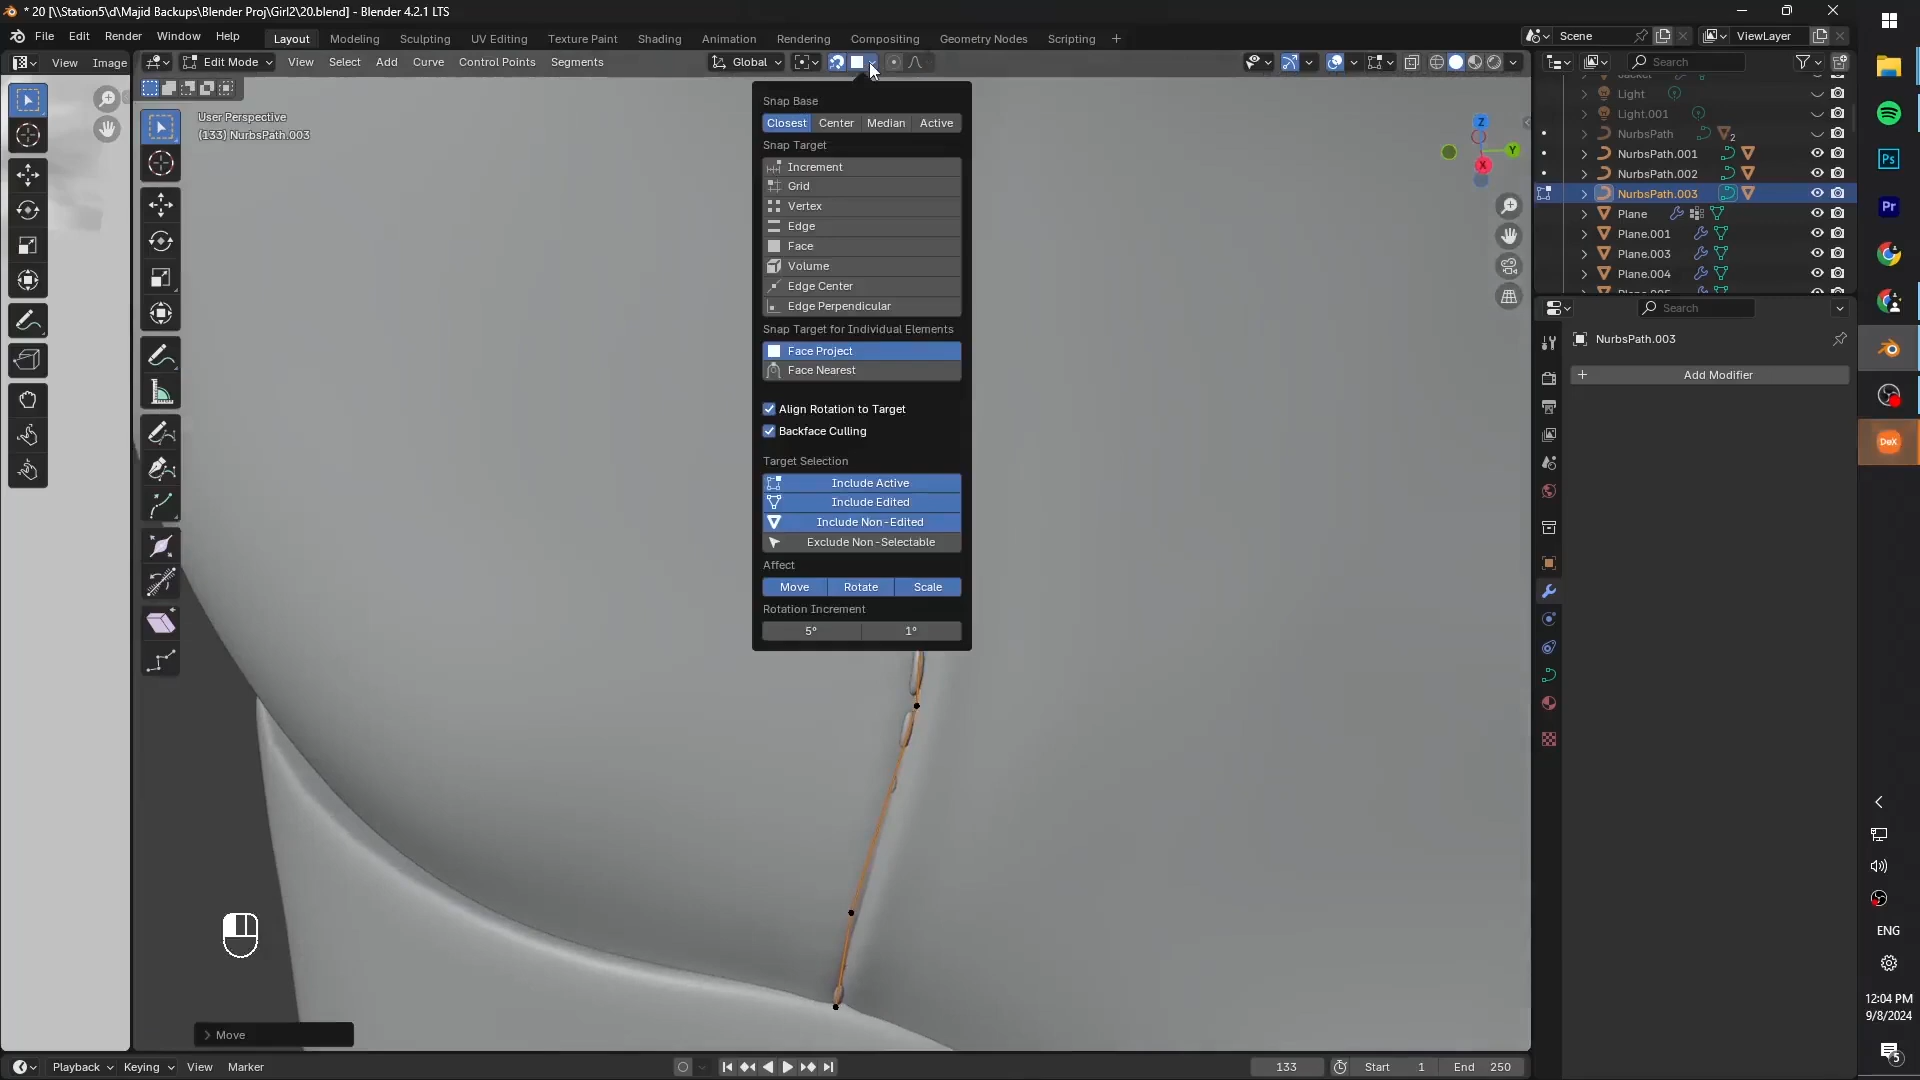 * 20 [\\Station5\d\Majid Backups\Blender Proj\Girl2\20.blend] - Blender 4.2.1 LTS
File Edit Render Window Help
Layout Modeling Sculpting UV Editing Texture Paint Shading Animation Rendering Compositing Geometry Nodes Scripting +
Scene ViewLayer
View Image
Edit Mode View Select Add Curve Control Points Segments
Global
Search
User Perspective
(133) NurbsPath.003
Snap Base
Closest Center Median Active
Snap Target
Increment
Grid
Vertex
Edge
Face
Volume
Edge Center
Edge Perpendicular
Snap Target for Individual Elements
Face Project
Face Nearest
Align Rotation to Target
Backface Culling
Target Selection
Include Active
Include Edited
Include Non-Edited
Exclude Non-Selectable
Affect
Move Rotate Scale
Rotation Increment
5° 1°
Z
Y
X
Light
Light.001
NurbsPath 2
NurbsPath.001
NurbsPath.002
NurbsPath.003
Plane
Plane.001
Plane.003
Plane.004
Search
NurbsPath.003
+ Add Modifier
Move
Playback Keying View Marker
133 Start 1 End 250
Ps
Pr
DeX
ENG
12:04 PM
9/8/2024
5